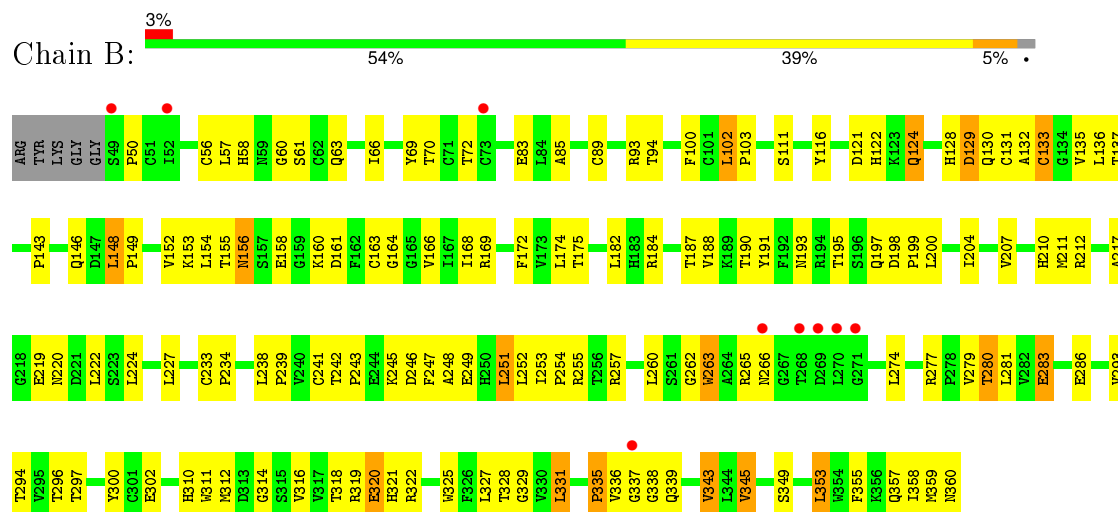 3%
Chain B:
54% 39% 5% •
ARG TYR LYS GLY GLY S49 P50 C51 I52 C56 L57 H58 N59 G60 S61 C62 Q63 I66 Y69 T70 C71 T72 C73 E83 L84 A85 C89 R93 T94 F100 C101 L102 P103 S111 Y116 D121 H122 K123 Q124 H128 D129 Q130 C131 A132 C133 G134 V135 L136 T137
P143 Q146 D147 L148 P149 V152 K153 L154 T155 N156 S157 E158 G159 K160 D161 F162 C163 G164 G165 V166 I167 I168 R169 F172 V173 L174 T175 L182 H183 R184 T187 V188 K189 T190 Y191 F192 N193 R194 T195 S196 Q197 D198 P199 L200 I204 V207 H210 M211 R212 A217
G218 E219 N220 D221 L222 S223 L224 L227 C233 P234 L238 P239 V240 C241 T242 P243 E244 K245 D246 F247 A248 E249 H250 L251 L252 I253 P254 R255 T256 R257 L260 S261 G262 W263 A264 R265 N266 G267 T268 D269 L270 G271 L274 R277 P278 V279 T280 L281 V282 E283 E286 V293
T294 V295 T296 T297 Y300 C301 E302 H310 W311 M312 D313 G314 S315 V316 V317 T318 R319 E320 H321 R322 W325 F326 L327 T328 G329 V330 L331 P335 V336 G337 G338 Q339 V343 L344 V345 S349 L353 W354 F355 K356 Q357 I358 M359 N360